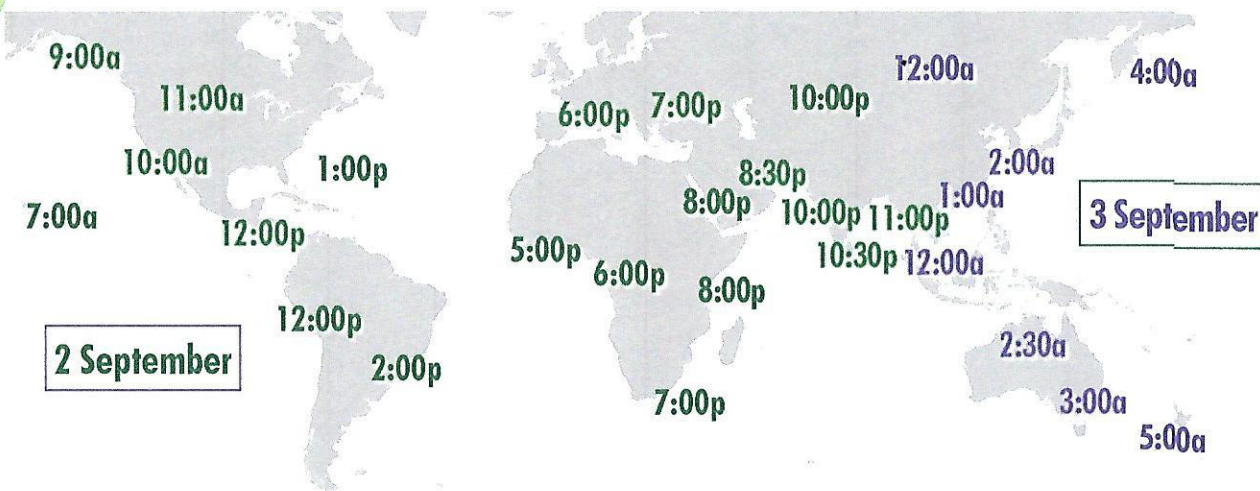 9:00a
11:00a
10:00a
1:00p
7:00a
12:00p
12:00p
2 September
2:00p
6:00p
7:00p
10:00p
12:00a
4:00a
8:30p
2:00a
8:00p
10:00p
11:00p
1:00a
3 September
5:00p
6:00p
10:30p
12:00a
8:00p
2:30a
7:00p
3:00a
5:00a